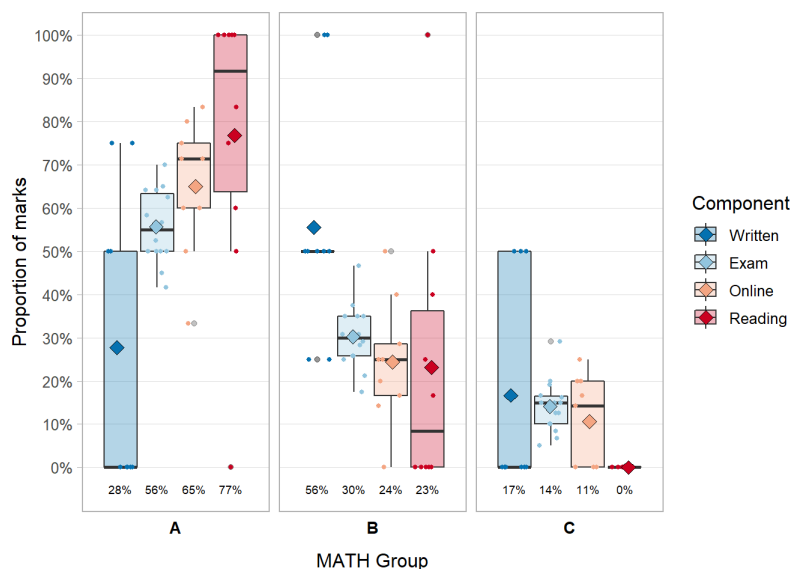 Proportion of marks
100%
90%
80%
70%
60%
50%
40%
30%
20%
10%
0%
28% 56% 65% 77%
56% 30% 24% 23%
17% 14% 11% 0%
A B C
MATH Group
Component
Written
Exam
Online
Reading